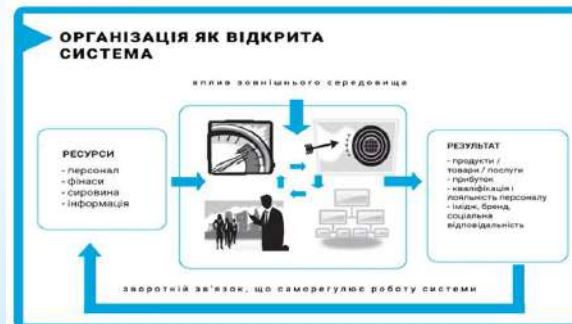 ОРГАНІЗАЦІЯ ЯК ВІДКРИТА
СИСТЕМА
вплив зовнішнього середовища
РЕСУРСИ
- персонал
- фінаси
- сировина
- інформація
РЕЗУЛЬТАТ
- продукти /
товари / послуги
- прибуток
- кваліфікація і
лояльність персоналу
- імідж, бренд,
соціальна
відповідальність
зворотній зв'язок, що саморегулює роботу системи